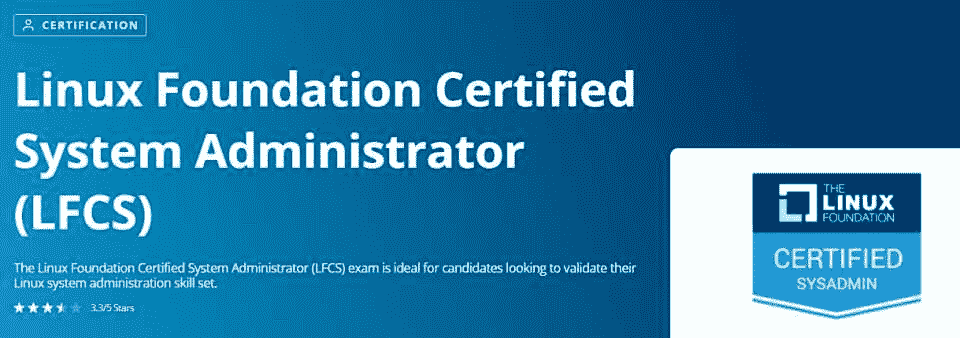 CERTIFICATION
Linux Foundation Certified
System Administrator
(LFCS)
The Linux Foundation Certified System Administrator (LFCS) exam is ideal for candidates looking to validate their
Linux system administration skill set.
3.3/5 Stars
THE
LINUX
FOUNDATION
CERTIFIED
SYSADMIN